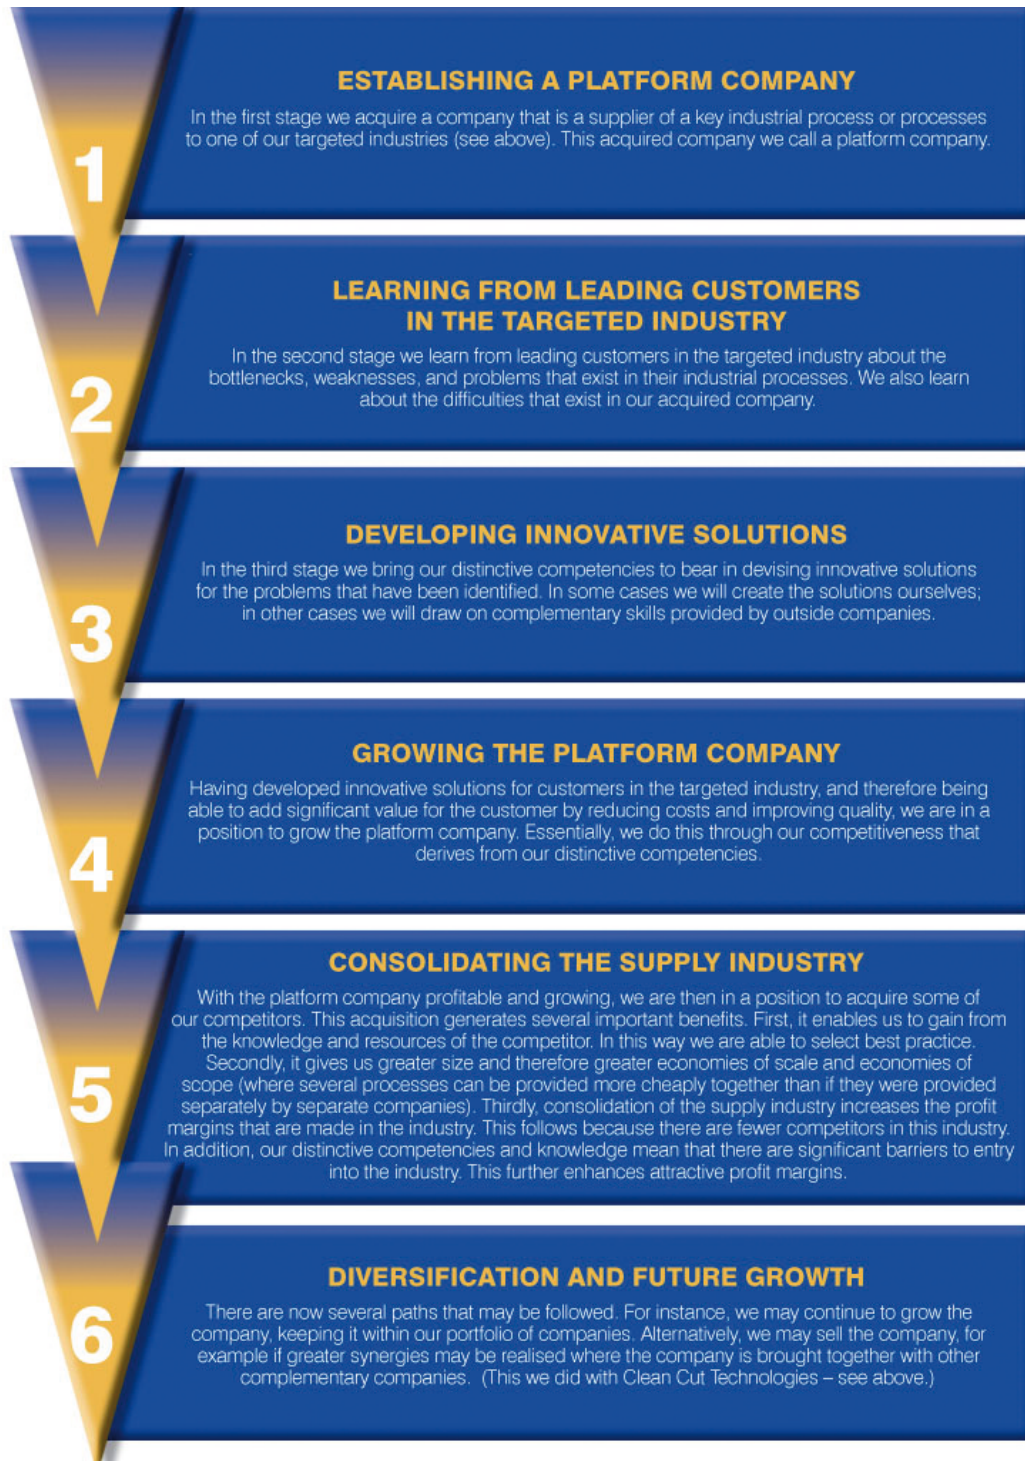 1
ESTABLISHING A PLATFORM COMPANY
In the first stage we acquire a company that is a supplier of a key industrial process or processes
to one of our targeted industries (see above). This acquired company we call a platform company.
2
LEARNING FROM LEADING CUSTOMERS
IN THE TARGETED INDUSTRY
In the second stage we learn from leading customers in the targeted industry about the
bottlenecks, weaknesses, and problems that exist in their industrial processes. We also learn
about the difficulties that exist in our acquired company.
3
DEVELOPING INNOVATIVE SOLUTIONS
In the third stage we bring our distinctive competencies to bear in devising innovative solutions
for the problems that have been identified. In some cases we will create the solutions ourselves;
in other cases we will draw on complementary skills provided by outside companies.
4
GROWING THE PLATFORM COMPANY
Having developed innovative solutions for customers in the targeted industry, and therefore being
able to add significant value for the customer by reducing costs and improving quality, we are in a
position to grow the platform company. Essentially, we do this through our competitiveness that
derives from our distinctive competencies.
5
CONSOLIDATING THE SUPPLY INDUSTRY
With the platform company profitable and growing, we are then in a position to acquire some of
our competitors. This acquisition generates several important benefits. First, it enables us to gain from
the knowledge and resources of the competitor. In this way we are able to select best practice.
Secondly, it gives us greater size and therefore greater economies of scale and economies of
scope (where several processes can be provided more cheaply together than if they were provided
separately by separate companies). Thirdly, consolidation of the supply industry increases the profit
margins that are made in the industry. This follows because there are fewer competitors in this industry.
In addition, our distinctive competencies and knowledge mean that there are significant barriers to entry
into the industry. This further enhances attractive profit margins.
6
DIVERSIFICATION AND FUTURE GROWTH
There are now several paths that may be followed. For instance, we may continue to grow the
company, keeping it within our portfolio of companies. Alternatively, we may sell the company, for
example if greater synergies may be realised where the company is brought together with other
complementary companies. (This we did with Clean Cut Technologies – see above.)